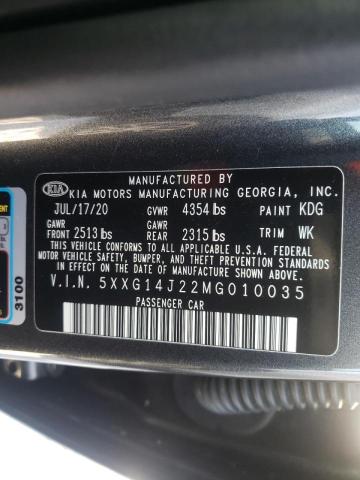 MANUFACTURED BY
KIA
KIA MOTORS MANUFACTURING GEORGIA, INC.
JUL/17/20 GVWR 4354 lbs PAINT KDG
GAWR FRONT 2513 lbs GAWR REAR 2315 lbs TRIM WK
THIS VEHICLE CONFORMS TO ALL APPLICABLE U.S.A. FEDERAL
MOTOR VEHICLE SAFETY, BUMPER, AND THEFT PREVENTION STANDARDS
IN EFFECT ON THE DATE OF MANUFACTURE SHOWN ABOVE.
V.I.N. 5XXG14J22MG010035
PASSENGER CAR
3100